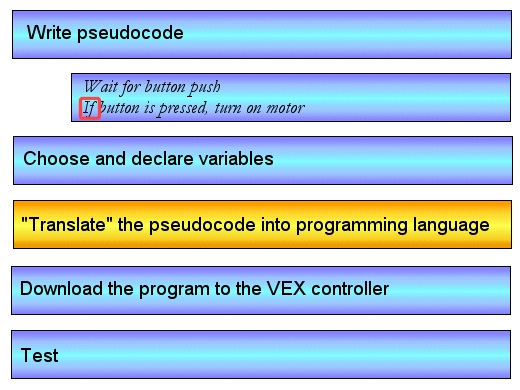 Write pseudocode
Wait for button push
If button is pressed, turn on motor
Choose and declare variables
"Translate" the pseudocode into programming language
Download the program to the VEX controller
Test